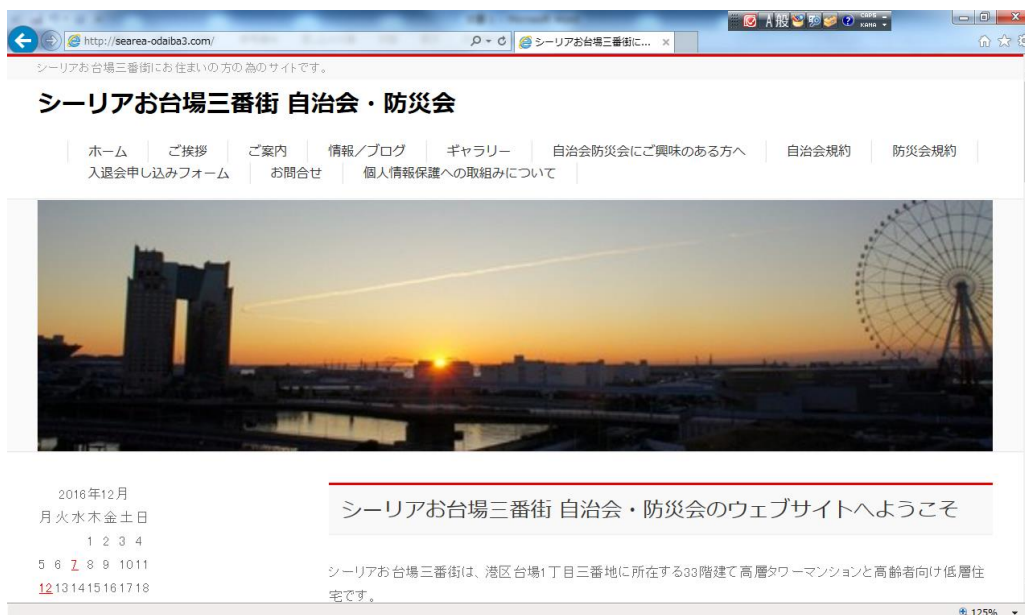 http://searea-odaiba3.com/
シーリアお台場三番街に...
A般
CAPS
KANA
シーリアお台場三番街にお住まいの方の為のサイトです。
シーリアお台場三番街 自治会・防災会
ホーム ご挨拶 ご案内 情報／ブログ ギャラリー 自治会防災会にご興味のある方へ 自治会規約 防災会規約
入退会申し込みフォーム お問合せ 個人情報保護への取組みについて
2016年12月
月火水木金土日
1 2 3 4
5 6 7 8 9 1011
12131415161718
シーリアお台場三番街 自治会・防災会のウェブサイトへようこそ
シーリアお台場三番街は、港区台場1丁目三番地に所在する33階建て高層タワーマンションと高齢者向け低層住
宅です。
125%